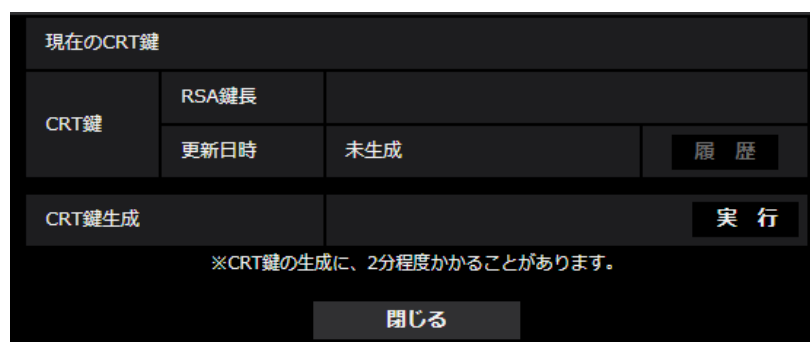 現在のCRT鍵
CRT鍵
RSA鍵長
更新日時 未生成 履 歴
CRT鍵生成 実 行
※CRT鍵の生成に、2分程度かかることがあります。
閉じる